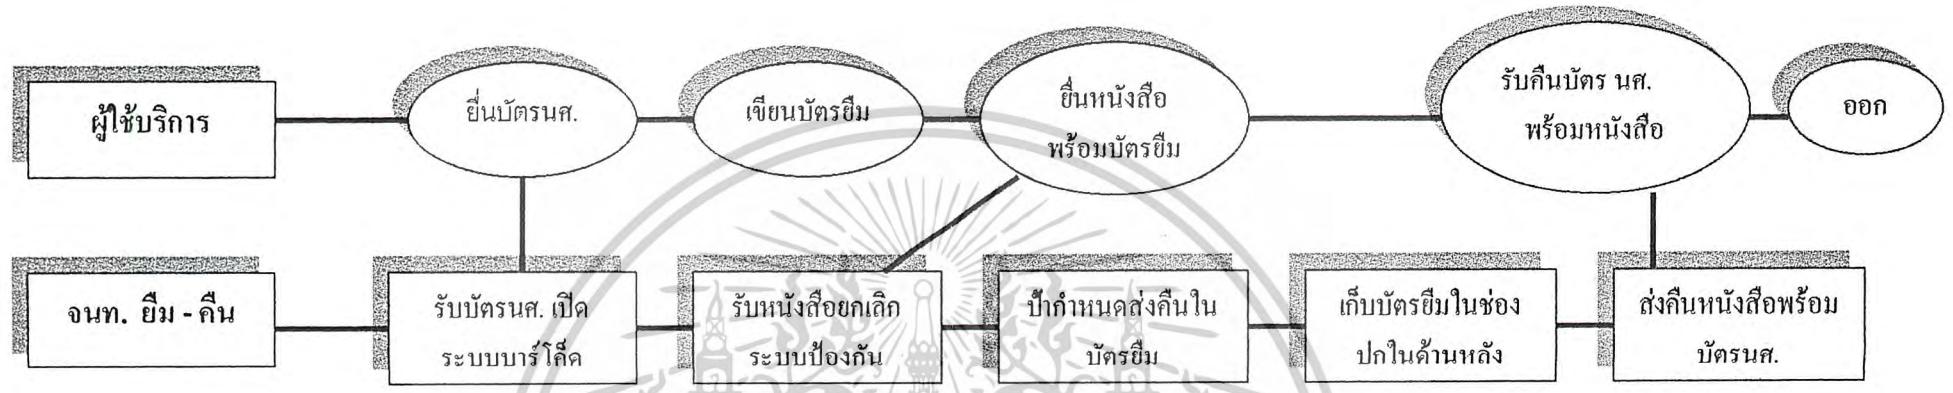 ผู้ใช้บริการ
ยื่นบัตรนศ.
เขียนบัตรยืม
ยื่นหนังสือ
พร้อมบัตรยืม
รับคืนบัตร นศ.
พร้อมหนังสือ
ออก
จนท. ยืม - คืน
รับบัตรนศ. เปิด
ระบบบาร์โค็ด
รับหนังสือยกเลิก
ระบบป้องกัน
ป้ากำหนดส่งคืนใน
บัตรยืม
เก็บบัตรยืมในช่อง
ปกในด้านหลัง
ส่งคืนหนังสือพร้อม
บัตรนศ.